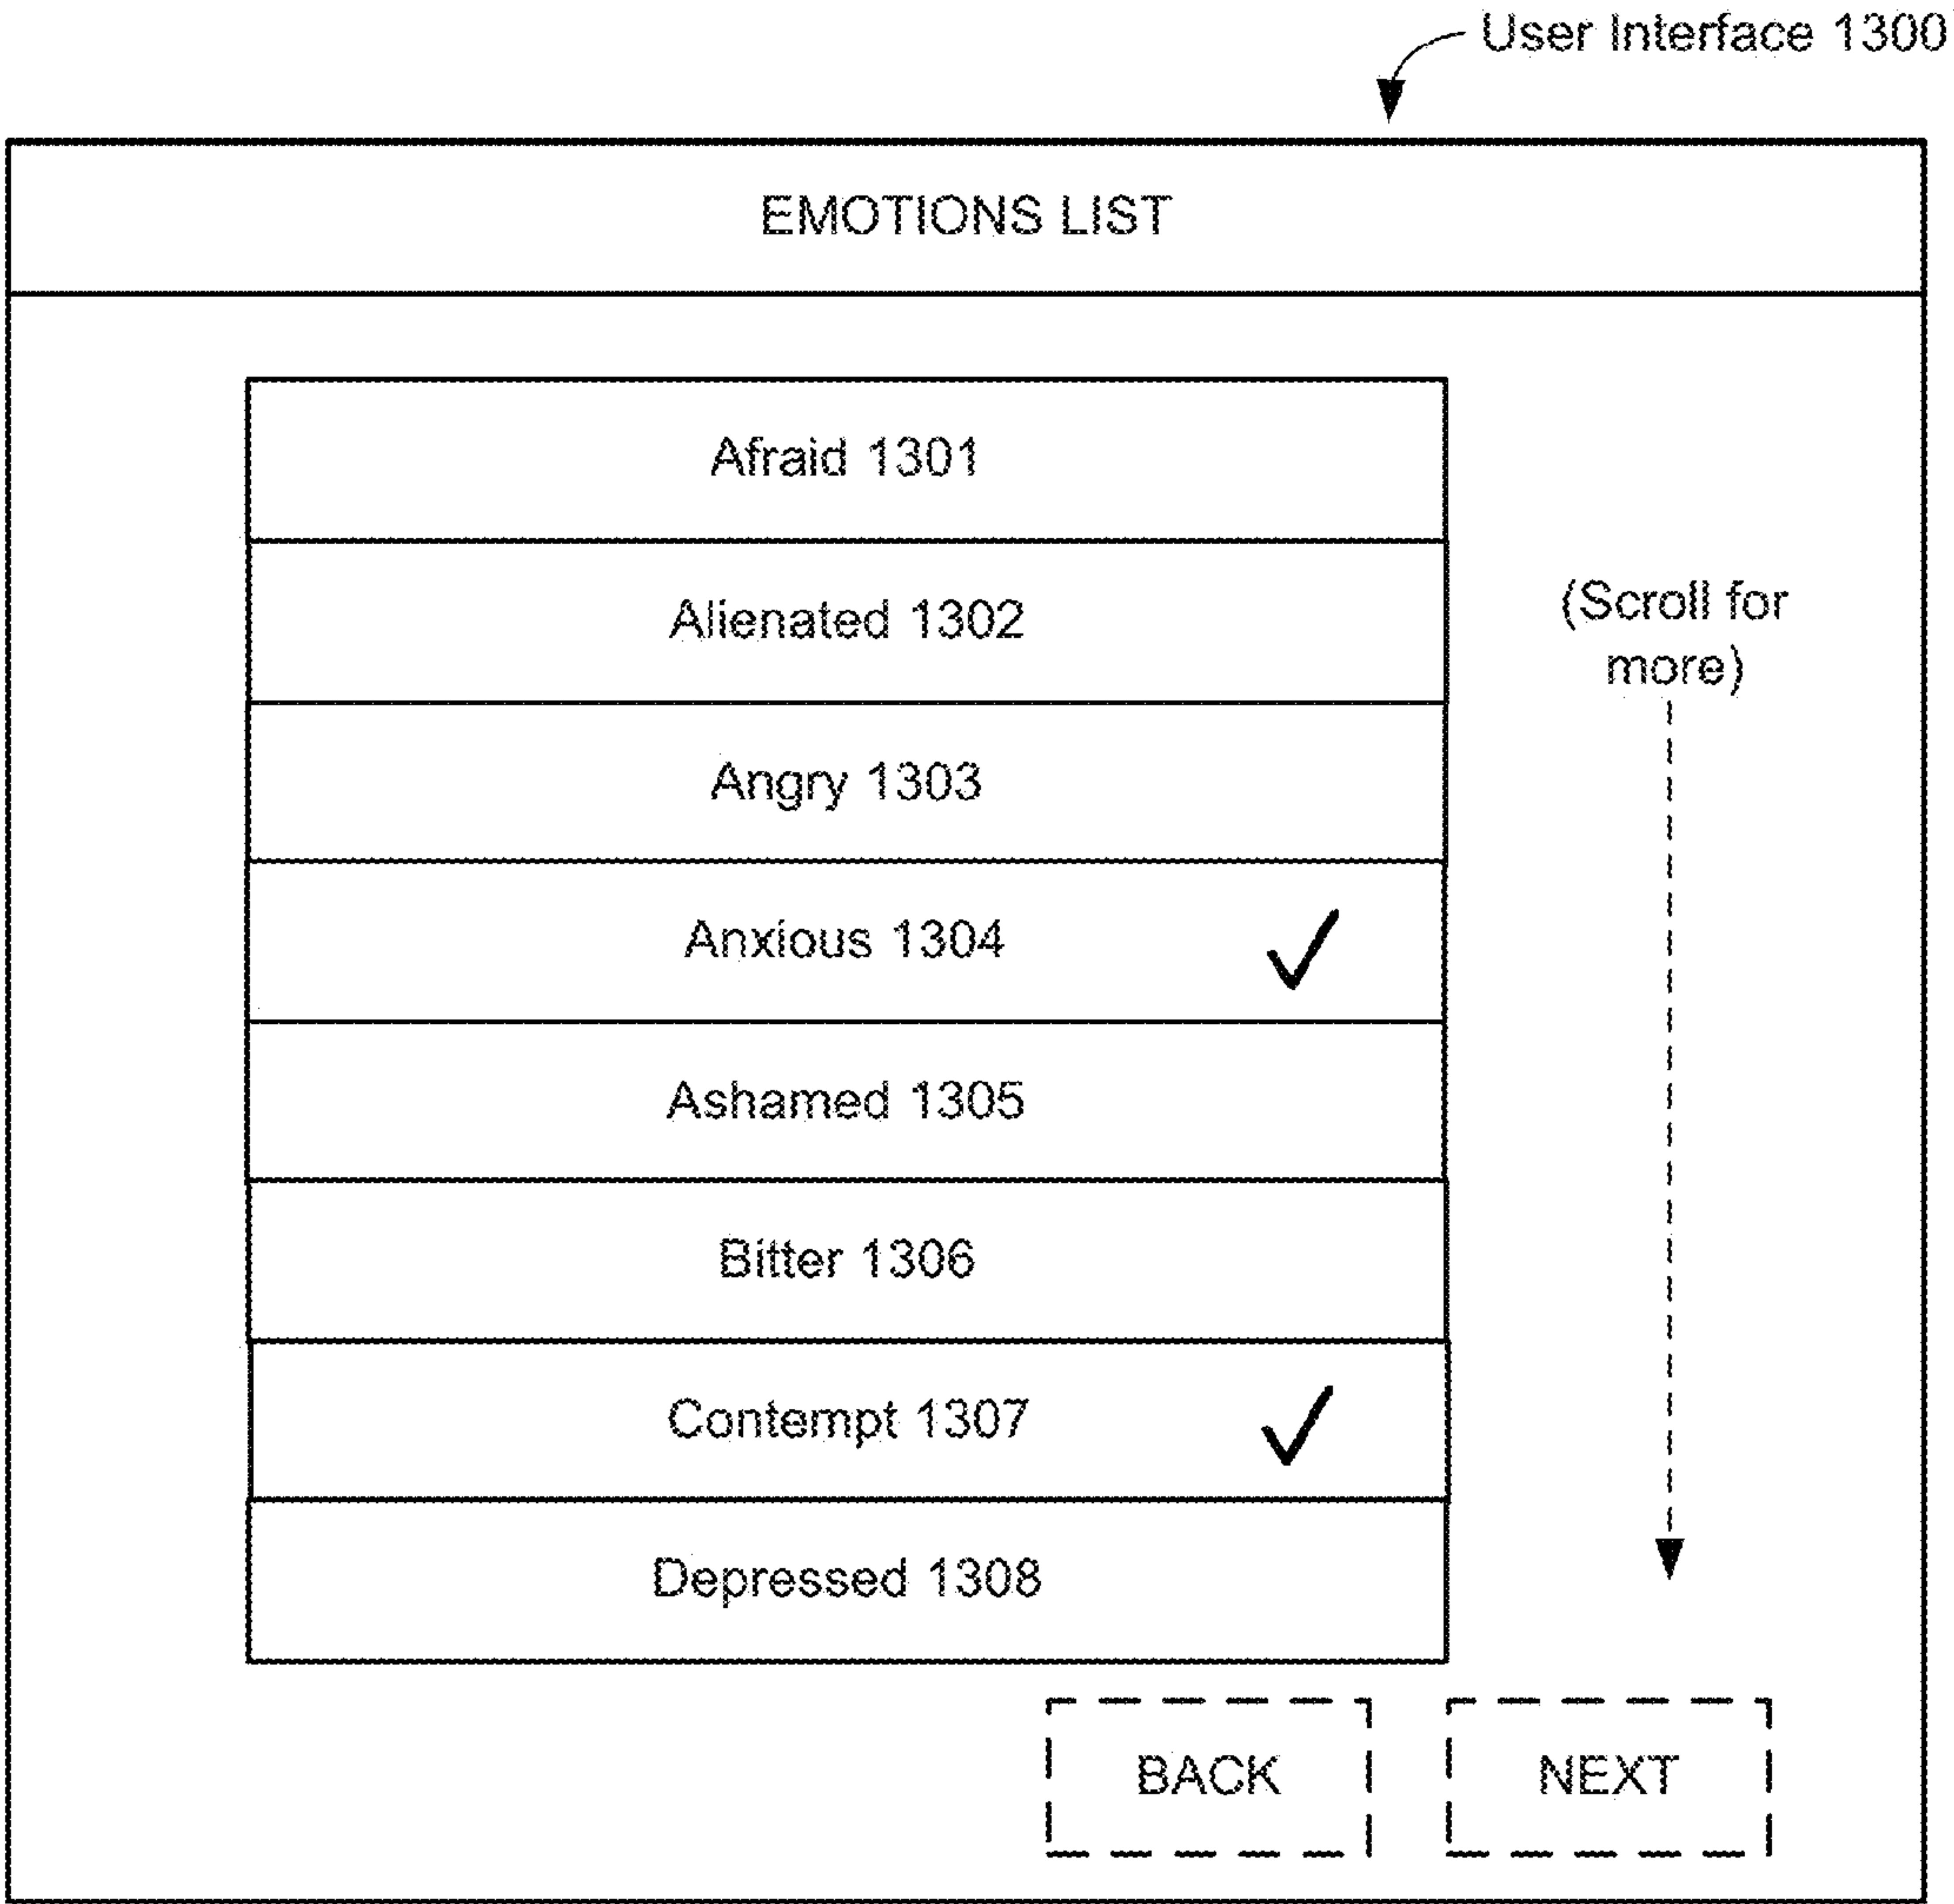 User Interface 1300
EMOTIONS LIST
Afraid 1301
Alienated 1302
(Scroll for
more)
Angry 1303
Anxious 1304
Ashamed 1305
Bitter 1306
Contempt 1307
Depressed 1308
BACK
NEXT